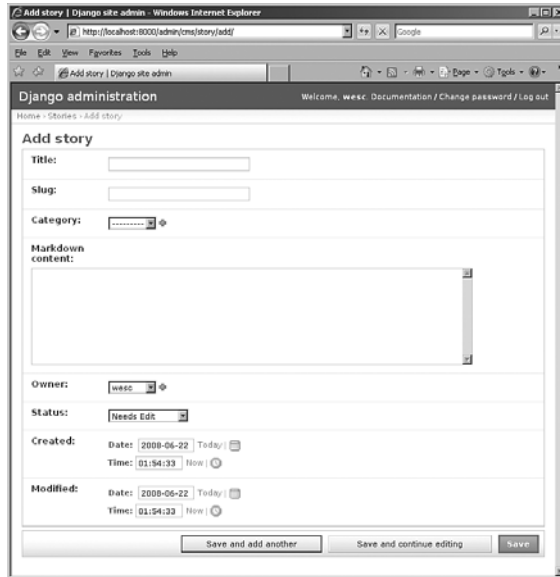 Add story | Django site admin - Windows Internet Explorer
http://localhost:8000/admin/cms/story/add/
Google
File Edit View Favorites Tools Help
Add story | Django site admin
Page Tools
Django administration
Welcome, wesc. Documentation / Change password / Log out
Home › Stories › Add story
Add story
Title:
Slug:
Category: ---------
Markdown
content:
Owner: wesc
Status: Needs Edit
Created: Date: 2008-06-22 Today |
Time: 01:54:33 Now |
Modified: Date: 2008-06-22 Today |
Time: 01:54:33 Now |
Save and add another Save and continue editing Save